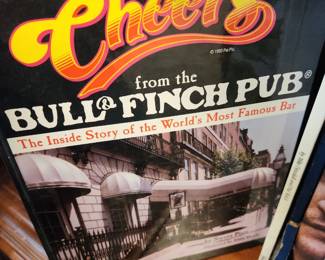 Cheers
from the
BULL & FINCH PUB®
The Inside Story of the World's Most Famous Bar